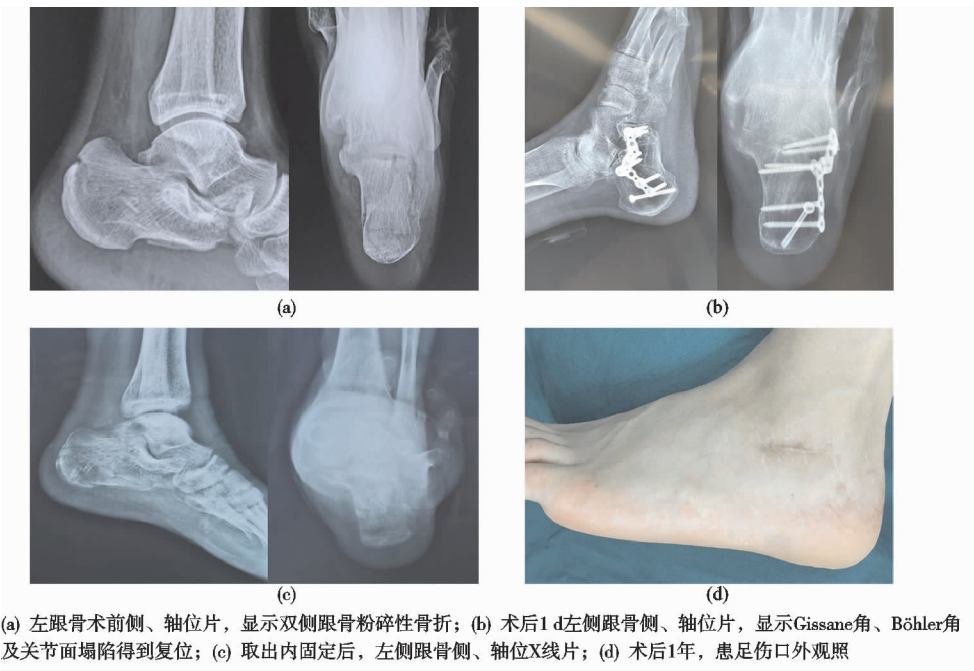 (a)
(b)
(c)
(d)
(a) 左跟骨术前侧、轴位片，显示双侧跟骨粉碎性骨折；(b) 术后1 d左侧跟骨侧、轴位片，显示Gissane角、Böhler角
及关节面塌陷得到复位；(c) 取出内固定后，左侧跟骨侧、轴位X线片；(d) 术后1年，患足伤口外观照